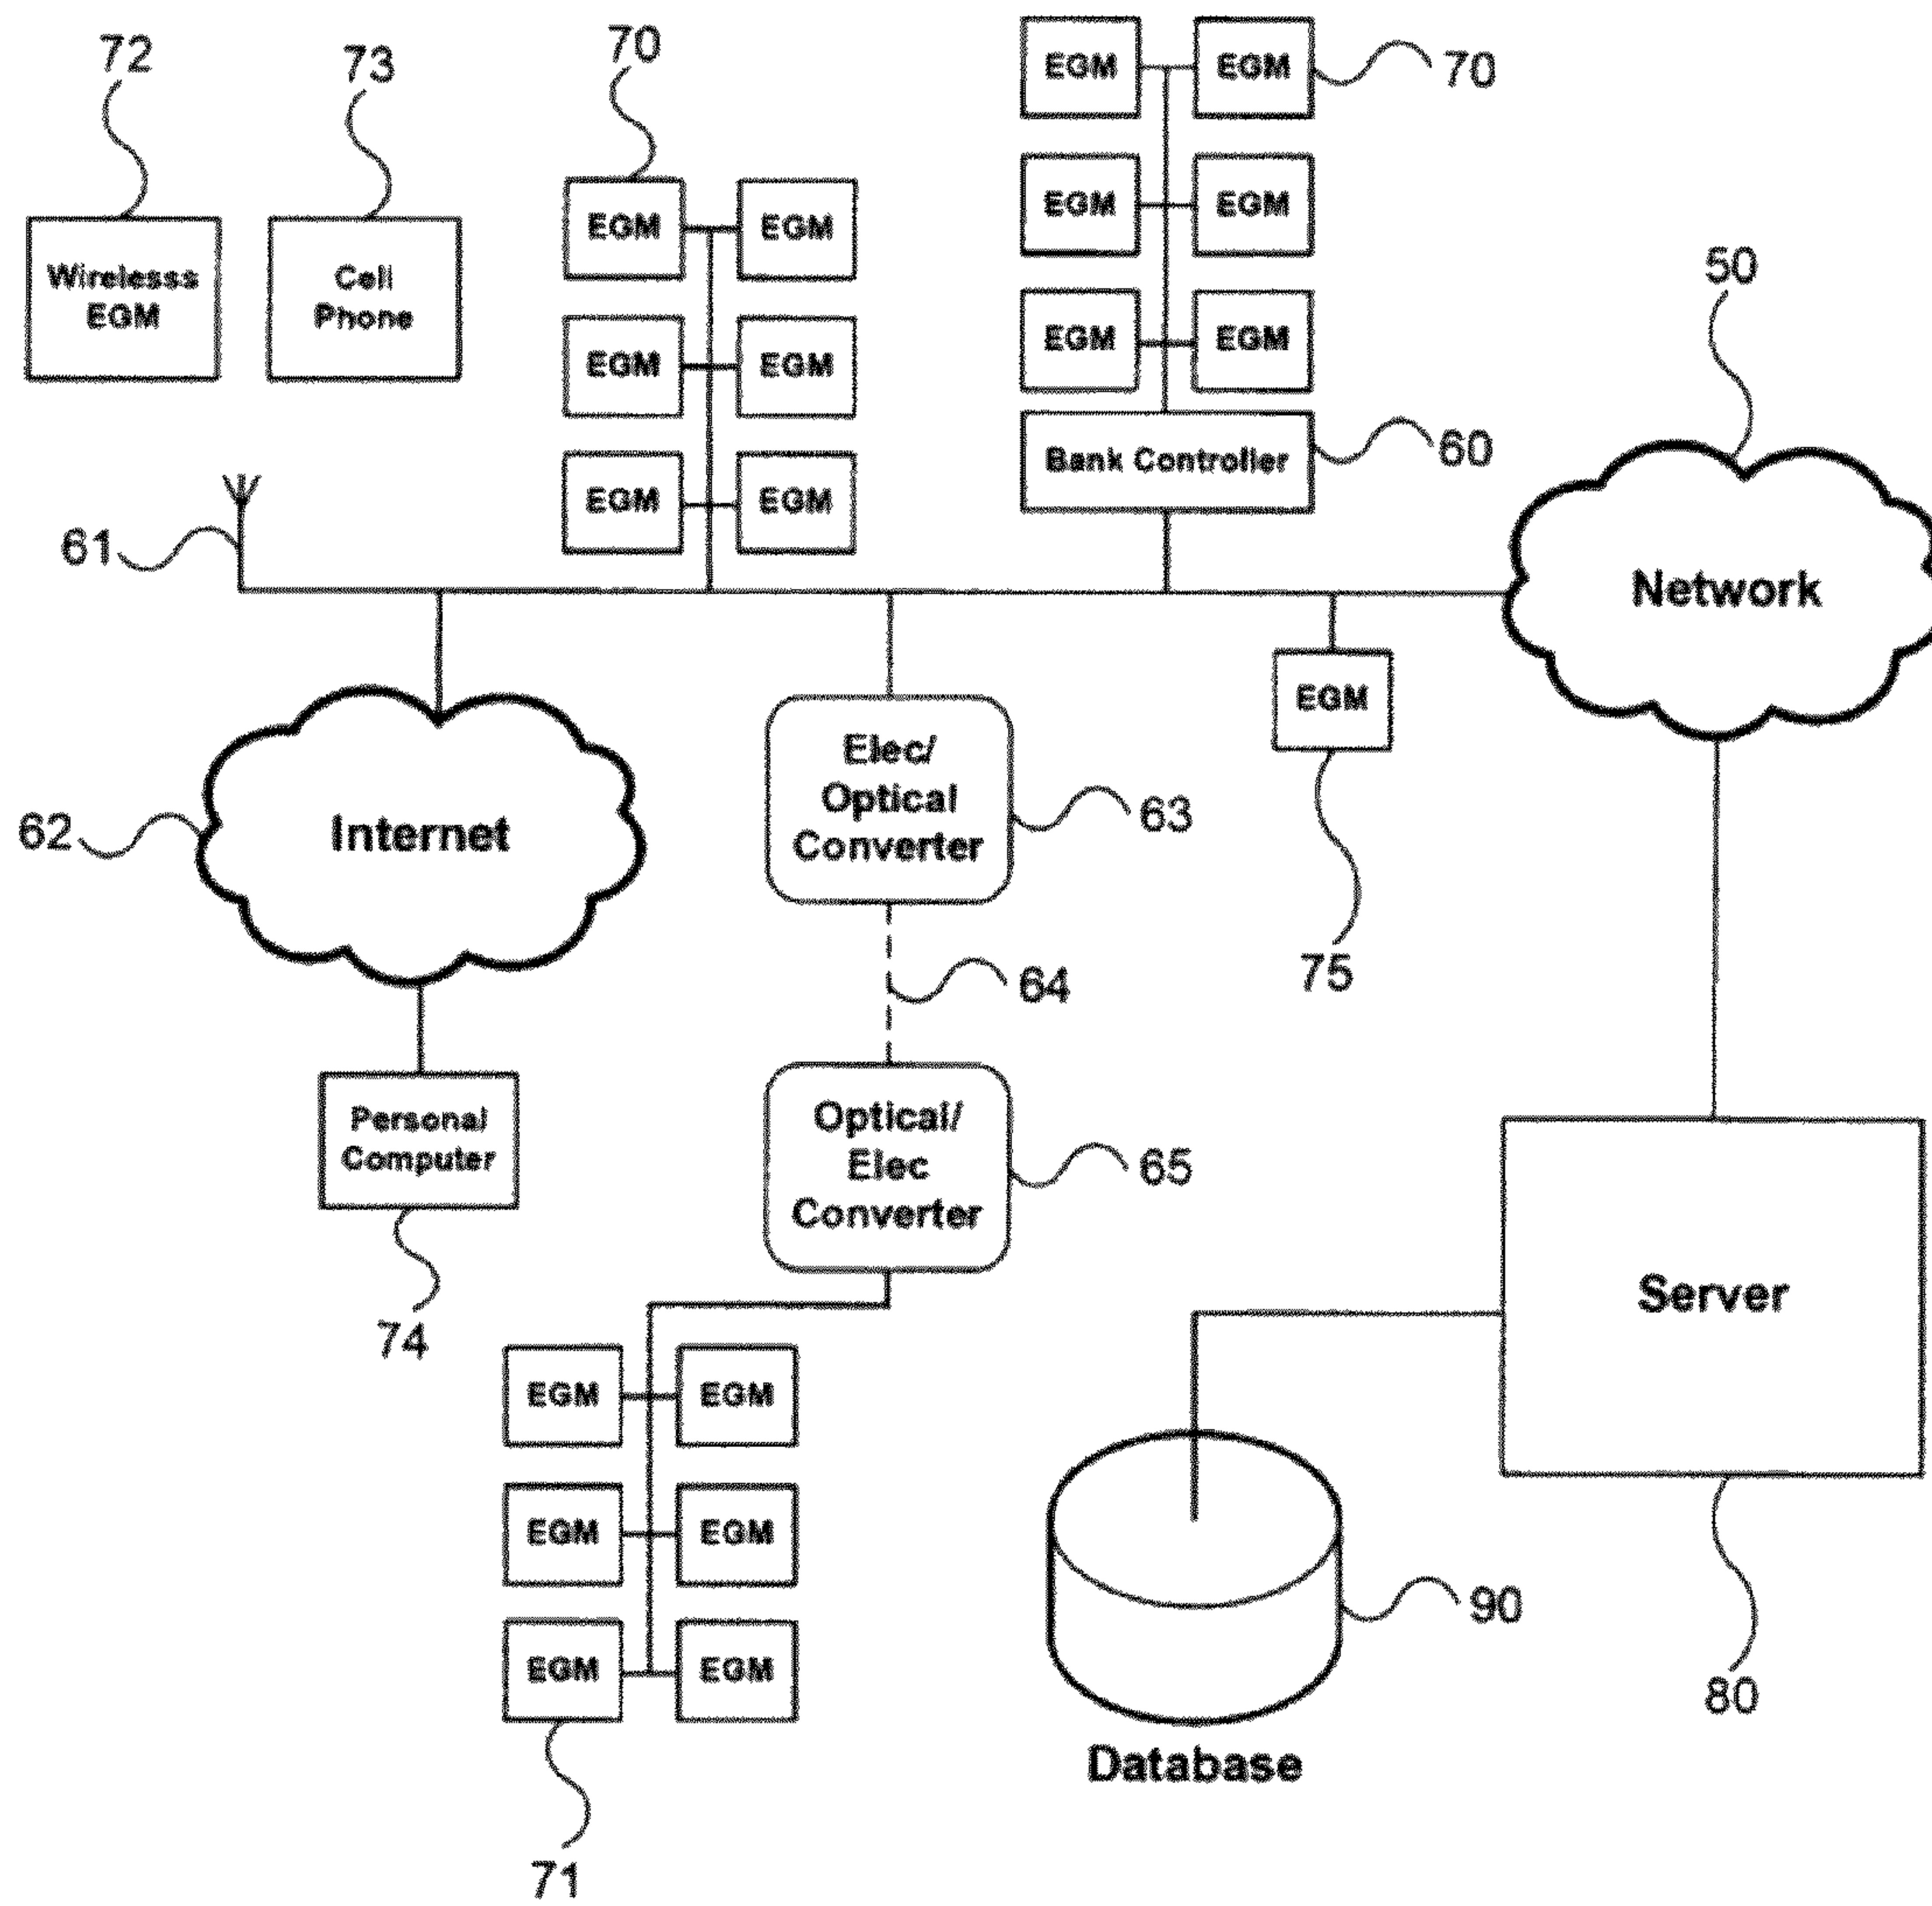 72
73
70
EGM EGM
70
EGM EGM
EGM EGM
EGM EGM
EGM EGM
EGM EGM
Wirelesss
EGM
Cell
Phone
50
Bank Controller
60
61
Network
EGM
75
62
Internet
Elec/
Optical
Converter
63
64
Personal
Computer
74
Optical/
Elec
Converter
65
Server
80
EGM EGM
EGM EGM
EGM EGM
71
90
Database